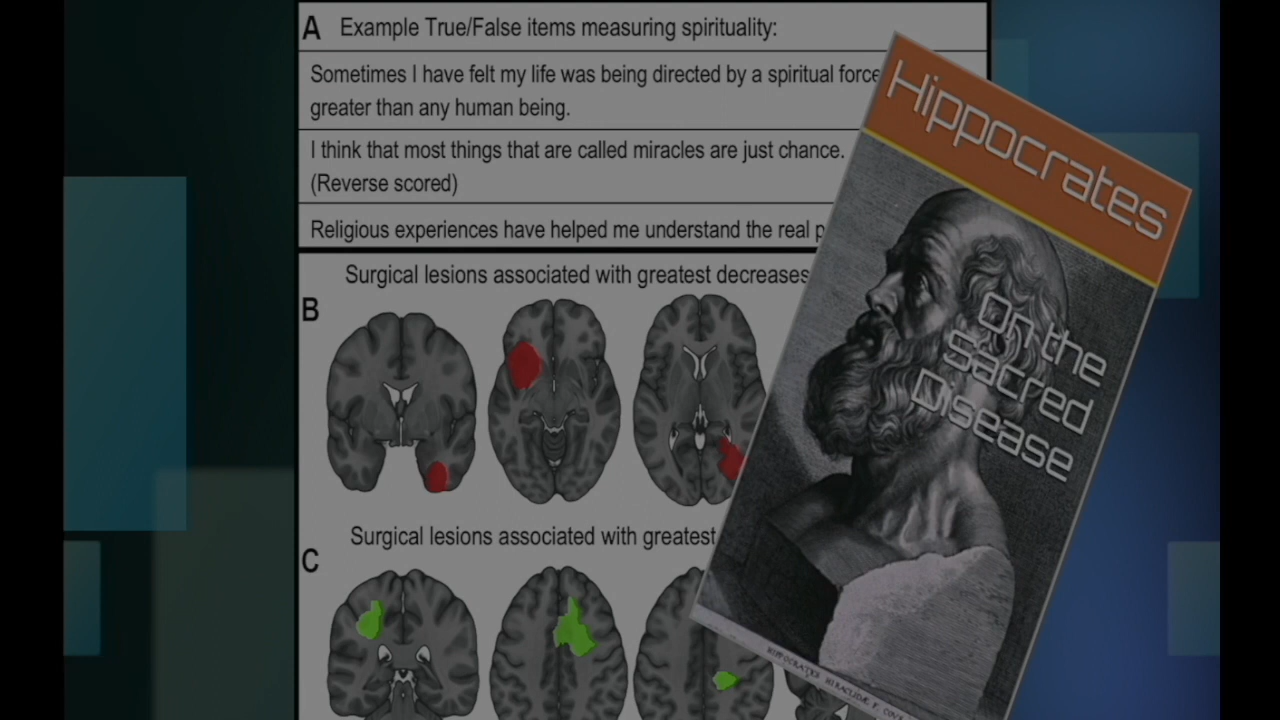 A Example True/False items measuring spirituality:
Sometimes I have felt my life was being directed by a spiritual force
greater than any human being.
I think that most things that are called miracles are just chance.
(Reverse scored)
Religious experiences have helped me understand the real
Surgical lesions associated with greatest decreases
B
Surgical lesions associated with greatest
C
Hippocrates
On the
Sacred
Disease
HIPPOCRATES HIRACLIDÆ F.